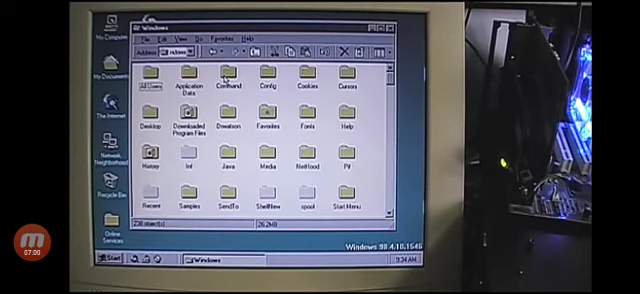 Windows
My Computer
File Edit View Go Favorites Help
Address
indows
My Documents
All Users
Application Data
Command
Config
Cookies
Cursors
The Internet
Desktop
Downloaded Program Files
Drwatson
Favorites
Fonts
Help
Network Neighborhood
History
Inf
Java
Media
NetHood
Pif
Recycle Bin
Recent
Samples
SendTo
ShellNew
spool
Start Menu
Online Services
238 object(s)
26.2MB
Windows 98 4.10.1546
Start
Windows
9:34 AM
07:00